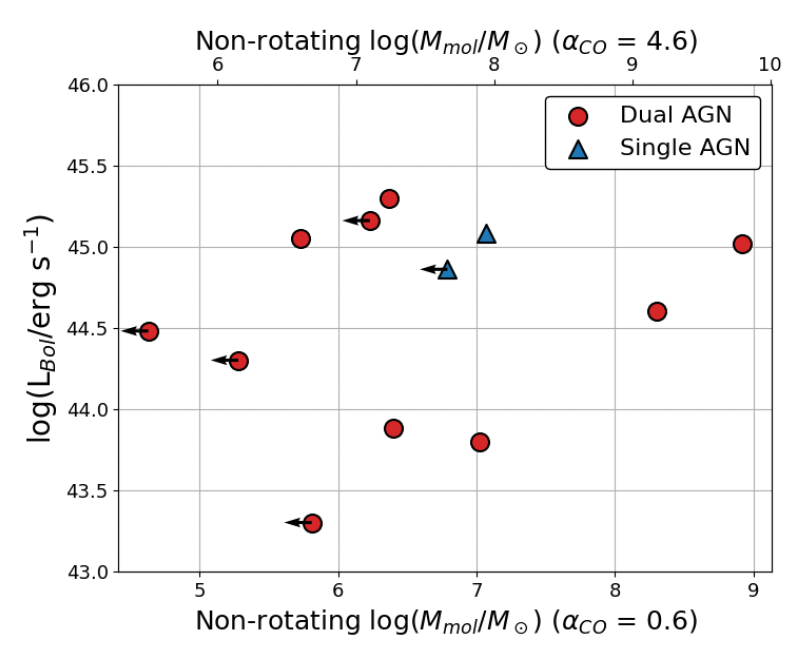 Non-rotating log(M_mol/M_⊙) (α_CO = 4.6)
6 7 8 9 10
46.0
45.5
45.0
44.5
44.0
43.5
43.0
log(L_Bol/erg s⁻¹)
Dual AGN
Single AGN
5 6 7 8 9
Non-rotating log(M_mol/M_⊙) (α_CO = 0.6)